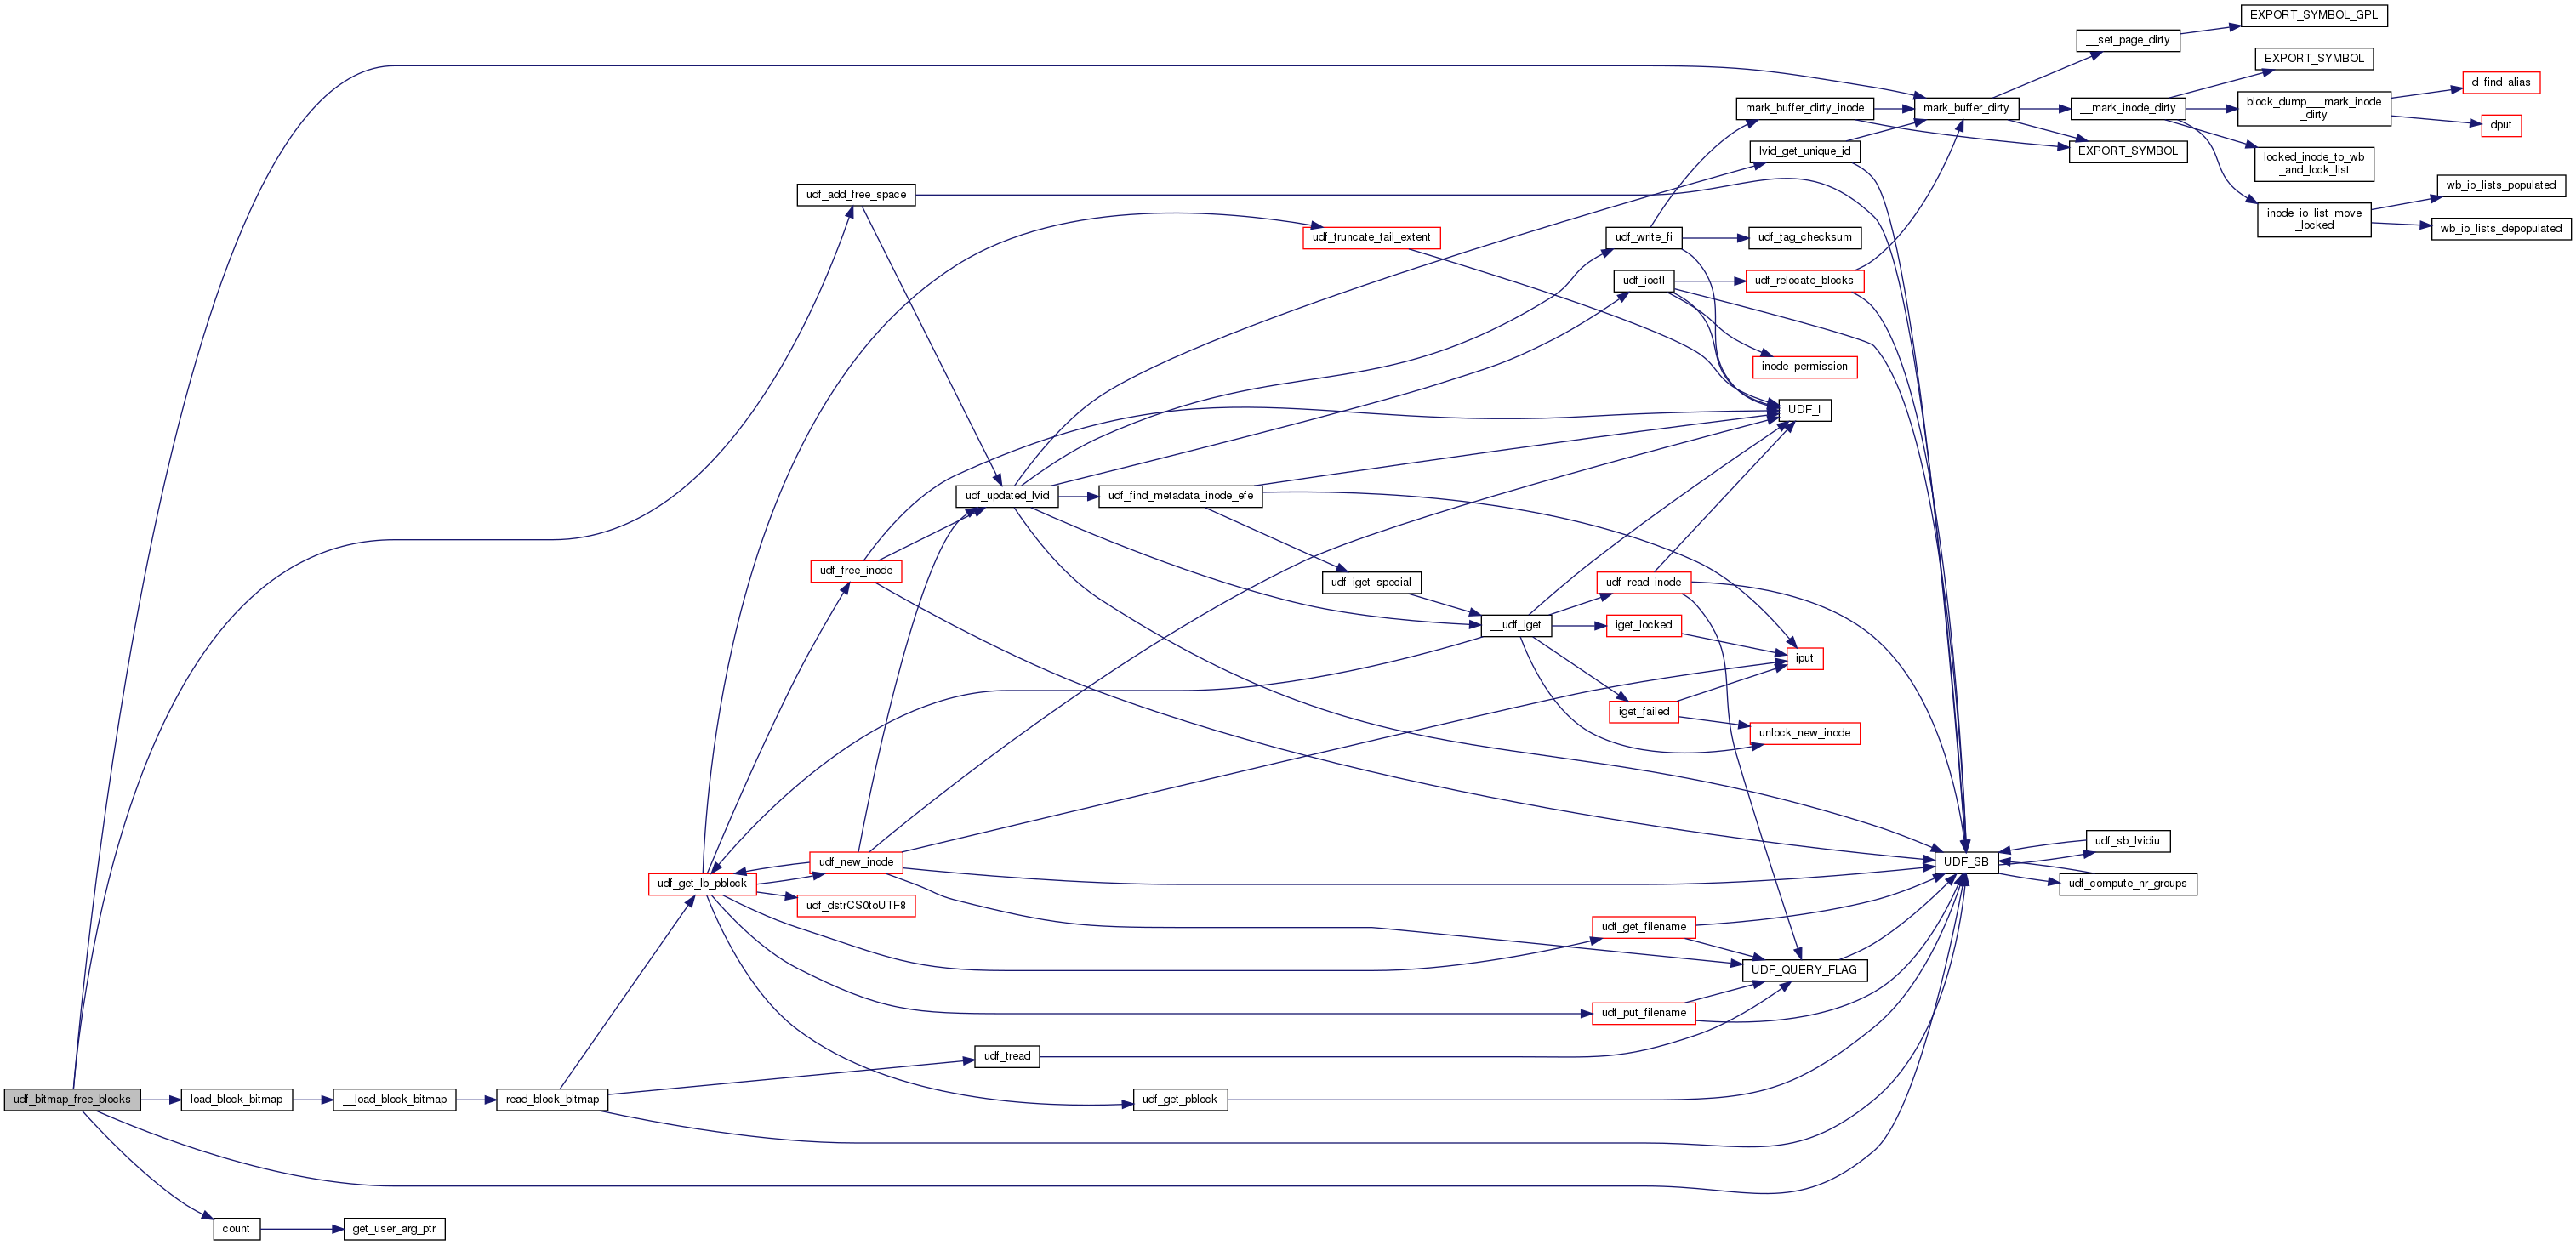 EXPORT_SYMBOL_GPL
__set_page_dirty
EXPORT_SYMBOL
d_find_alias
block_dump___mark_inode
_dirty
mark_buffer_dirty_inode
mark_buffer_dirty
__mark_inode_dirty
dput
lvid_get_unique_id
EXPORT_SYMBOL
locked_inode_to_wb
_and_lock_list
wb_io_lists_populated
udf_add_free_space
inode_io_list_move
_locked
wb_io_lists_depopulated
udf_truncate_tail_extent
udf_write_fi
udf_tag_checksum
udf_ioctl
udf_relocate_blocks
inode_permission
UDF_I
udf_updated_lvid
udf_find_metadata_inode_efe
udf_free_inode
udf_iget_special
udf_read_inode
__udf_iget
iget_locked
iput
iget_failed
unlock_new_inode
udf_sb_lvidiu
udf_new_inode
UDF_SB
udf_get_lb_pblock
udf_compute_nr_groups
udf_dstrCS0toUTF8
udf_get_filename
UDF_QUERY_FLAG
udf_put_filename
udf_tread
udf_bitmap_free_blocks
load_block_bitmap
__load_block_bitmap
read_block_bitmap
udf_get_pblock
count
get_user_arg_ptr